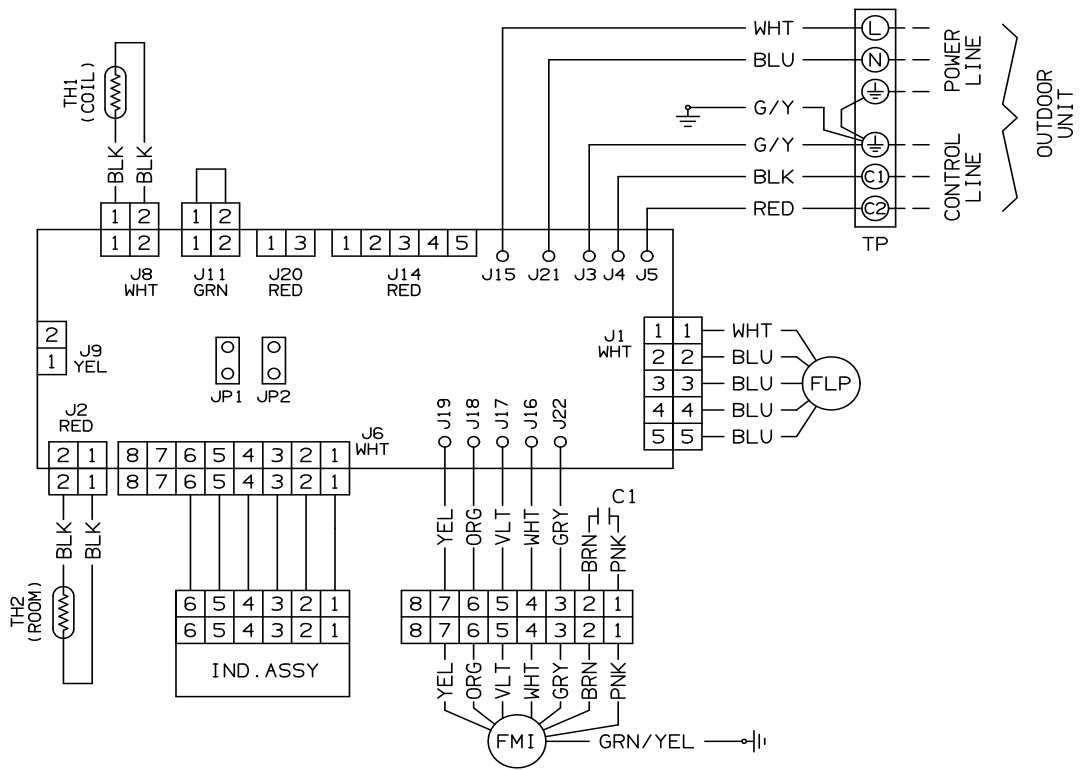 WHT L
BLU N
G/Y
G/Y
BLK C1
RED C2
TP
POWER
LINE
CONTROL
LINE
OUTDOOR
UNIT
TH1
(COIL)
BLK
BLK
1 2
1 2
J8
WHT
1 2
1 2
J11
GRN
1 3
J20
RED
1 2 3 4 5
J14
RED
J15
J21
J3
J4
J5
2
1
J9
YEL
JP1
JP2
J1
WHT
1 1 WHT
2 2 BLU
3 3 BLU
4 4 BLU
5 5 BLU
FLP
J2
RED
2 1
2 1
BLK
BLK
TH2
(ROOM)
J6
WHT
8 7 6 5 4 3 2 1
8 7 6 5 4 3 2 1
6 5 4 3 2 1
6 5 4 3 2 1
IND.ASSY
J19
J18
J17
J16
J22
YEL
ORG
VLT
WHT
GRY
BRN
PNK
C1
8 7 6 5 4 3 2 1
8 7 6 5 4 3 2 1
YEL
ORG
VLT
WHT
GRY
BRN
PNK
FMI
GRN/YEL